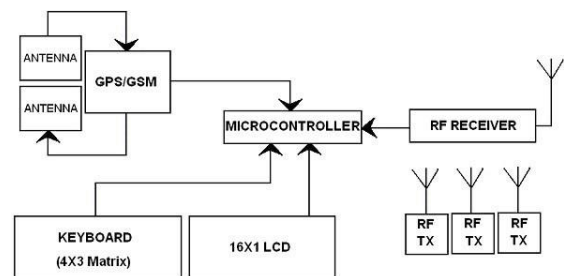 ANTENNA
GPS/GSM
ANTENNA
MICROCONTROLLER
RF RECEIVER
KEYBOARD
(4X3 Matrix)
16X1 LCD
RF
TX
RF
TX
RF
TX